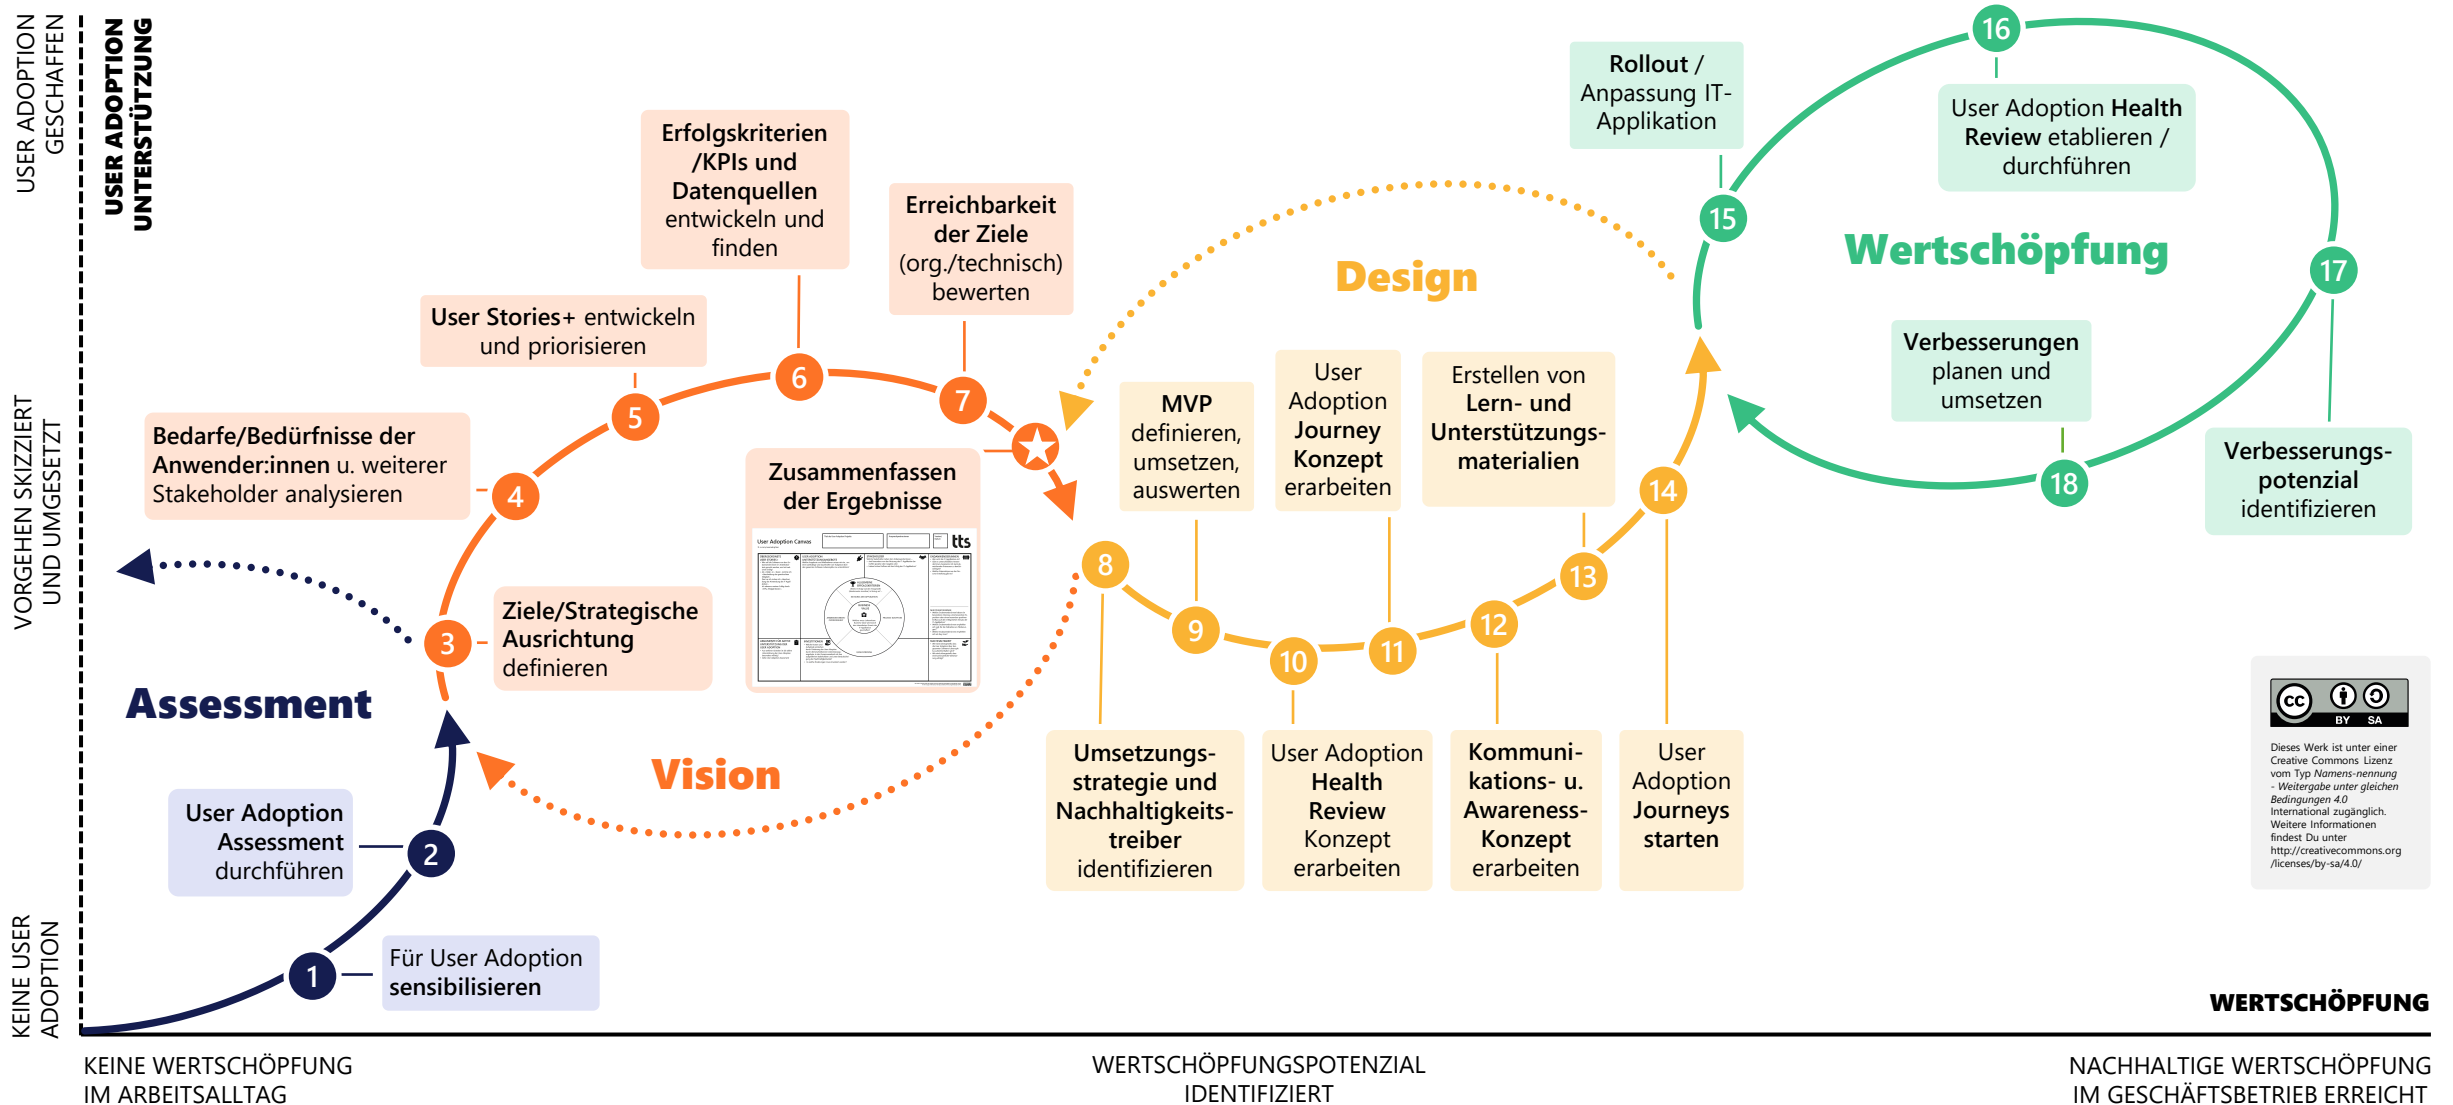 USER ADOPTION
GESCHAFFEN
USER ADOPTION
UNTERSTÜTZUNG
VORGEHEN SKIZZIERT
UND UMGESETZT
KEINE USER
ADOPTION
Assessment
1
Für User Adoption
sensibilisieren
2
User Adoption
Assessment
durchführen
Vision
3
Ziele/Strategische
Ausrichtung
definieren
4
Bedarfe/Bedürfnisse der
Anwender:innen u. weiterer
Stakeholder analysieren
5
User Stories+ entwickeln
und priorisieren
6
Erfolgskriterien
/KPIs und
Datenquellen
entwickeln und
finden
7
Erreichbarkeit
der Ziele
(org./technisch)
bewerten
Zusammenfassen
der Ergebnisse
User Adoption Canvas
tts
Design
8
Umsetzungs-
strategie und
Nachhaltigkeits-
treiber
identifizieren
9
MVP
definieren,
umsetzen,
auswerten
10
User Adoption
Health
Review
Konzept
erarbeiten
11
User
Adoption
Journey
Konzept
erarbeiten
12
Kommuni-
kations- u.
Awareness-
Konzept
erarbeiten
13
Erstellen von
Lern- und
Unterstützungs-
materialien
14
User
Adoption
Journeys
starten
Wertschöpfung
15
Rollout /
Anpassung IT-
Applikation
16
User Adoption Health
Review etablieren /
durchführen
17
Verbesserungs-
potenzial
identifizieren
18
Verbesserungen
planen und
umsetzen
cc
BY SA
Dieses Werk ist unter einer
Creative Commons Lizenz
vom Typ Namens-nennung
- Weitergabe unter gleichen
Bedingungen 4.0
International zugänglich.
Weitere Informationen
findest Du unter
http://creativecommons.org
/licenses/by-sa/4.0/
WERTSCHÖPFUNG
KEINE WERTSCHÖPFUNG
IM ARBEITSALLTAG
WERTSCHÖPFUNGSPOTENZIAL
IDENTIFIZIERT
NACHHALTIGE WERTSCHÖPFUNG
IM GESCHÄFTSBETRIEB ERREICHT